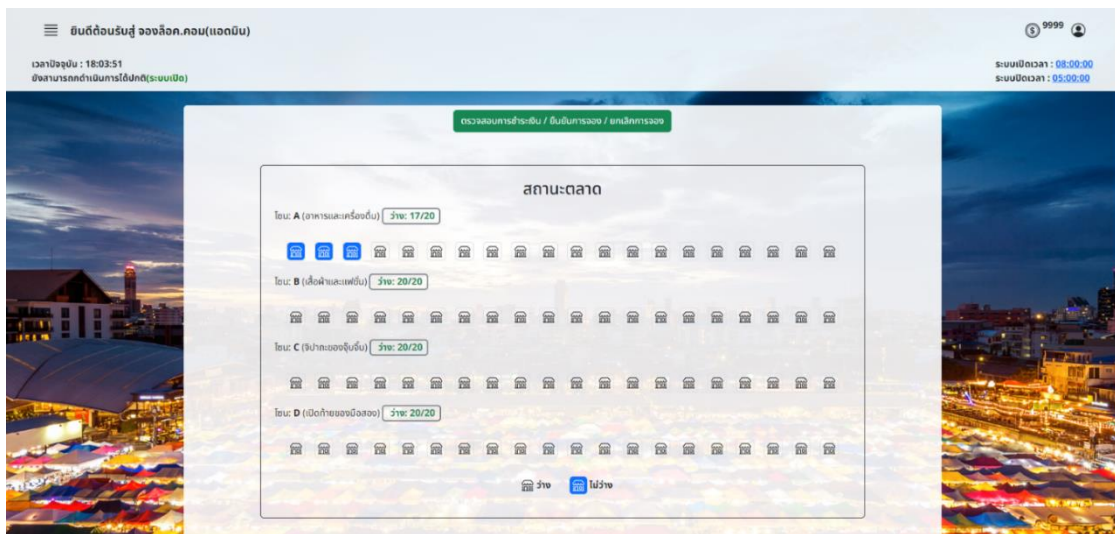 ยินดีต้อนรับสู่ จองล็อค.คอม(แอดมิน)
9999
เวลาปัจจุบัน : 18:03:51
ยังสามารถกดำเนินการได้ปกติ(ระบบเปิด)
ระบบเปิดเวลา : 08:00:00
ระบบปิดเวลา : 05:00:00
ตรวจสอบการชำระเงิน / ยืนยันการจอง / ยกเลิกการจอง
สถานะตลาด
โซน: A (อาหารและเครื่องดื่ม) ว่าง: 17/20
โซน: B (เสื้อผ้าและแฟชั่น) ว่าง: 20/20
โซน: C (จิปาถะของจุ๊บจิ๊บ) ว่าง: 20/20
โซน: D (เปิดท้ายของมือสอง) ว่าง: 20/20
ว่าง ไม่ว่าง